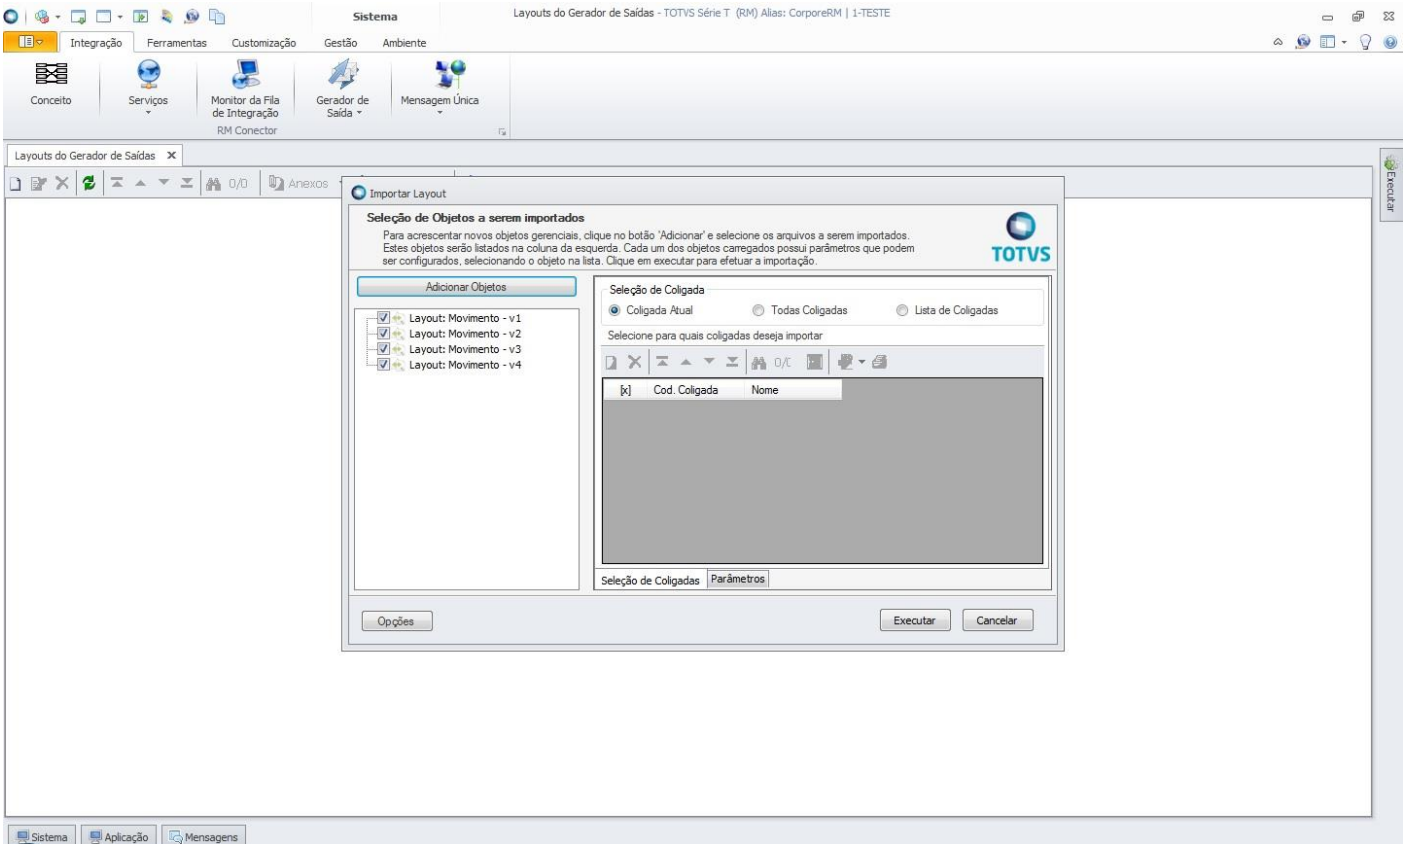 Sistema
Layouts do Gerador de Saídas - TOTVS Série T (RM) Alias: CorporeRM | 1-TESTE
Integração Ferramentas Customização Gestão Ambiente
Conceito
Serviços
Monitor da Fila
de Integração
Gerador de
Saída
Mensagem Única
RM Conector
Layouts do Gerador de Saídas X
0/0 Anexos
Executar
Importar Layout
Seleção de Objetos a serem importados
Para acrescentar novos objetos gerenciais, clique no botão 'Adicionar' e selecione os arquivos a serem importados.
Estes objetos serão listados na coluna da esquerda. Cada um dos objetos carregados possui parâmetros que podem
ser configurados, selecionando o objeto na lista. Clique em executar para efetuar a importação.
TOTVS
Adicionar Objetos
Layout: Movimento - v1
Layout: Movimento - v2
Layout: Movimento - v3
Layout: Movimento - v4
Seleção de Coligada
Coligada Atual Todas Coligadas Lista de Coligadas
Selecione para quais coligadas deseja importar
[x] Cod. Coligada Nome
Seleção de Coligadas Parâmetros
Opções Executar Cancelar
Sistema Aplicação Mensagens